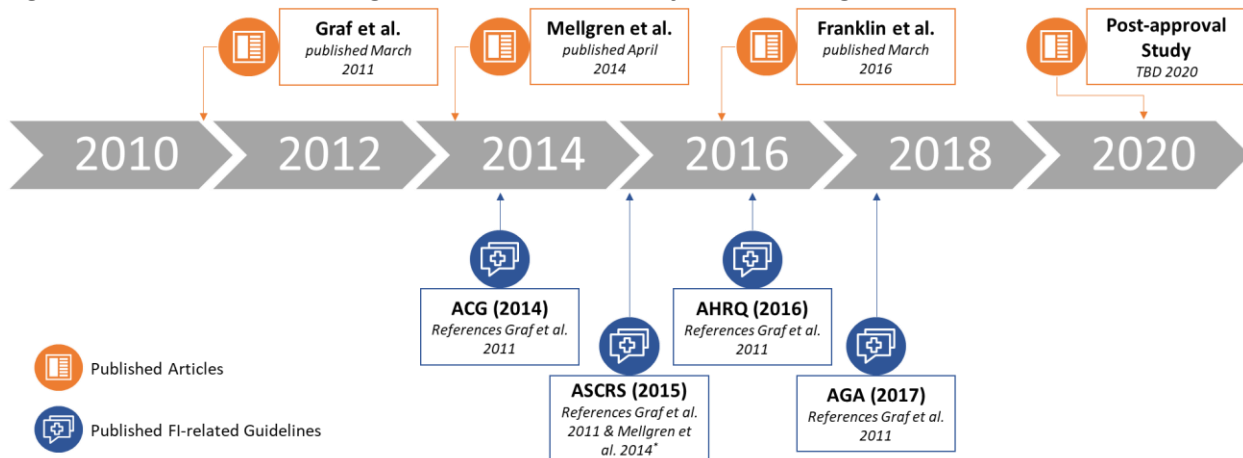 Graf et al.
published March
2011
Mellgren et al.
published April
2014
Franklin et al.
published March
2016
Post-approval
Study
TBD 2020
2010
2012
2014
2016
2018
2020
ACG (2014)
References Graf et al.
2011
ASCRS (2015)
References Graf et al.
2011 & Mellgren et
al. 2014*
AHRQ (2016)
References Graf et al.
2011
AGA (2017)
References Graf et al.
2011
Published Articles
Published FI-related Guidelines